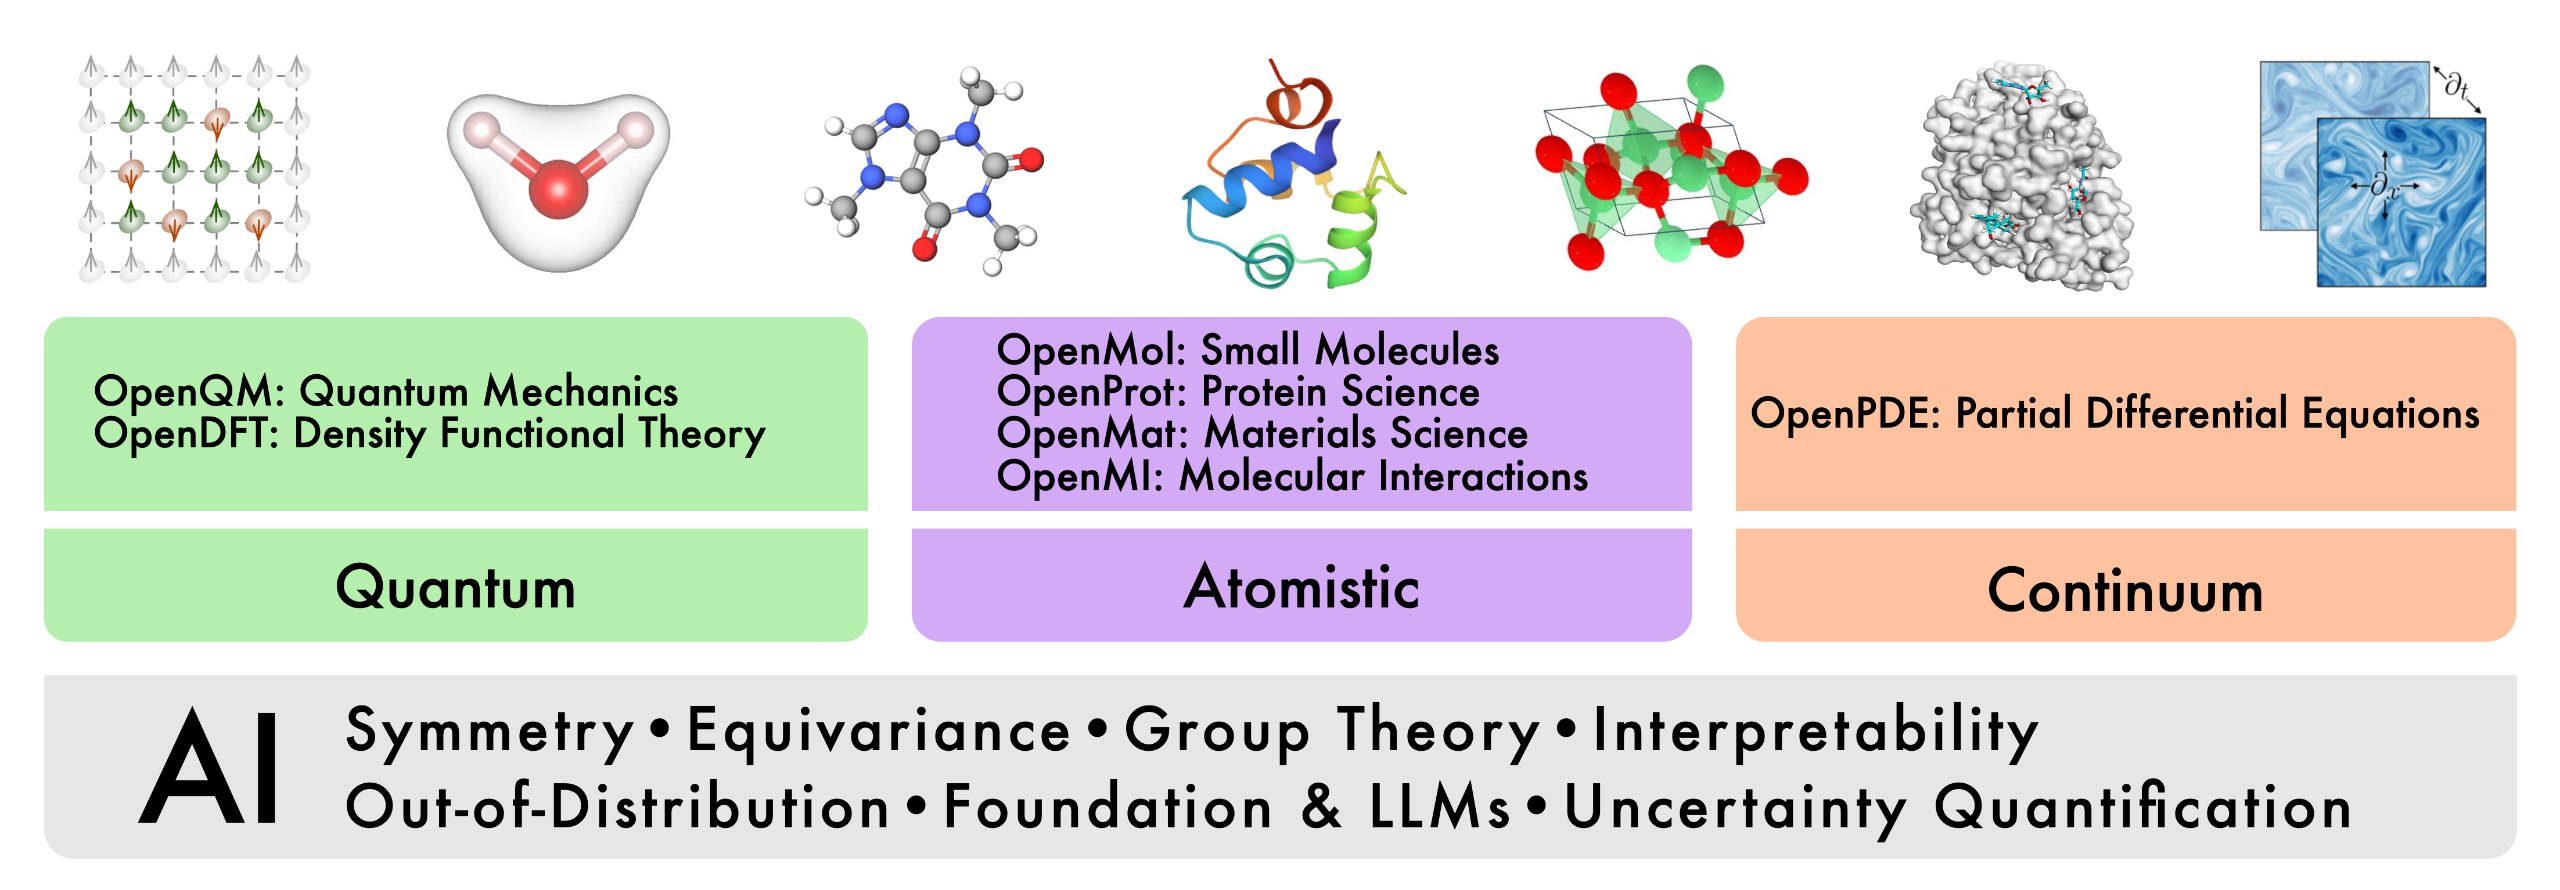 ∂t
∂x
OpenQM: Quantum Mechanics
OpenDFT: Density Functional Theory
OpenMol: Small Molecules
OpenProt: Protein Science
OpenMat: Materials Science
OpenMI: Molecular Interactions
OpenPDE: Partial Differential Equations
Quantum
Atomistic
Continuum
AI
Symmetry•Equivariance•Group Theory•Interpretability
Out-of-Distribution•Foundation & LLMs•Uncertainty Quantification